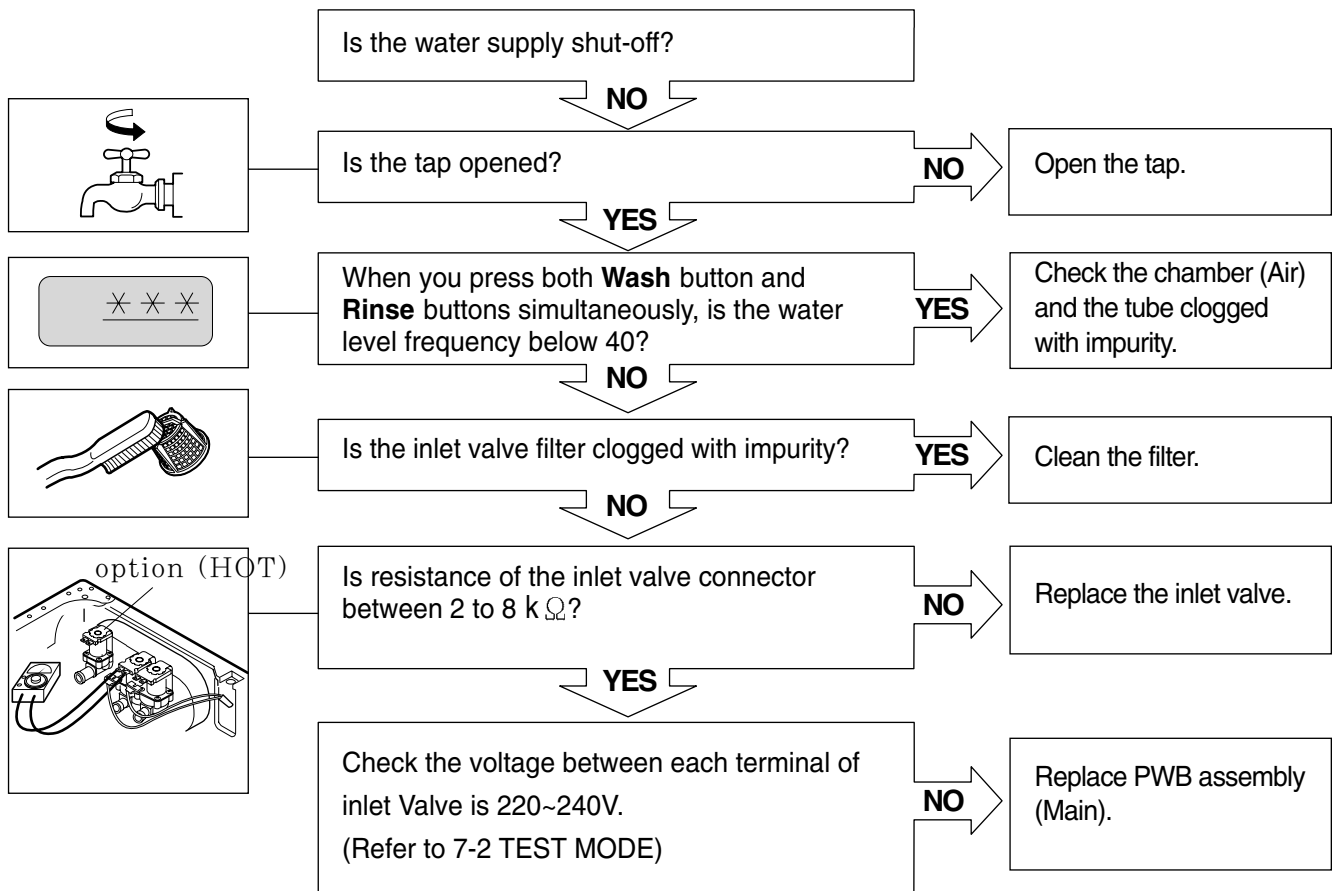 Is the water supply shut-off?
NO
Is the tap opened?
NO
Open the tap.
YES
* * *
When you press both Wash button and
Rinse buttons simultaneously, is the water
level frequency below 40?
YES
Check the chamber (Air)
and the tube clogged
with impurity.
NO
Is the inlet valve filter clogged with impurity?
YES
Clean the filter.
NO
option (HOT)
Is resistance of the inlet valve connector
between 2 to 8 k Ω?
NO
Replace the inlet valve.
YES
Check the voltage between each terminal of
inlet Valve is 220~240V.
(Refer to 7-2 TEST MODE)
NO
Replace PWB assembly
(Main).